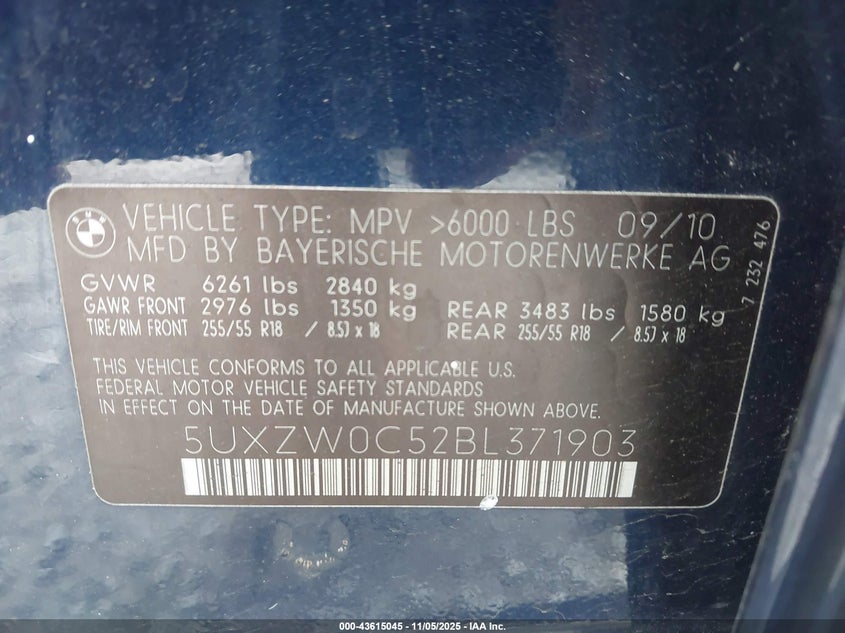 BMW
VEHICLE TYPE: MPV >6000 LBS 09/10
MFD BY BAYERISCHE MOTORENWERKE AG
7 232 476
GVWR 6261 lbs 2840 kg
GAWR FRONT 2976 lbs 1350 kg REAR 3483 lbs 1580 kg
TIRE/RIM FRONT 255/55 R18 / 8.5J x 18 REAR 255/55 R18 / 8.5J x 18
THIS VEHICLE CONFORMS TO ALL APPLICABLE U.S.
FEDERAL MOTOR VEHICLE SAFETY STANDARDS
IN EFFECT ON THE DATE OF MANUFACTURE SHOWN ABOVE.
5UXZW0C52BL371903
000-43615045 - 11/05/2025 - IAA Inc.